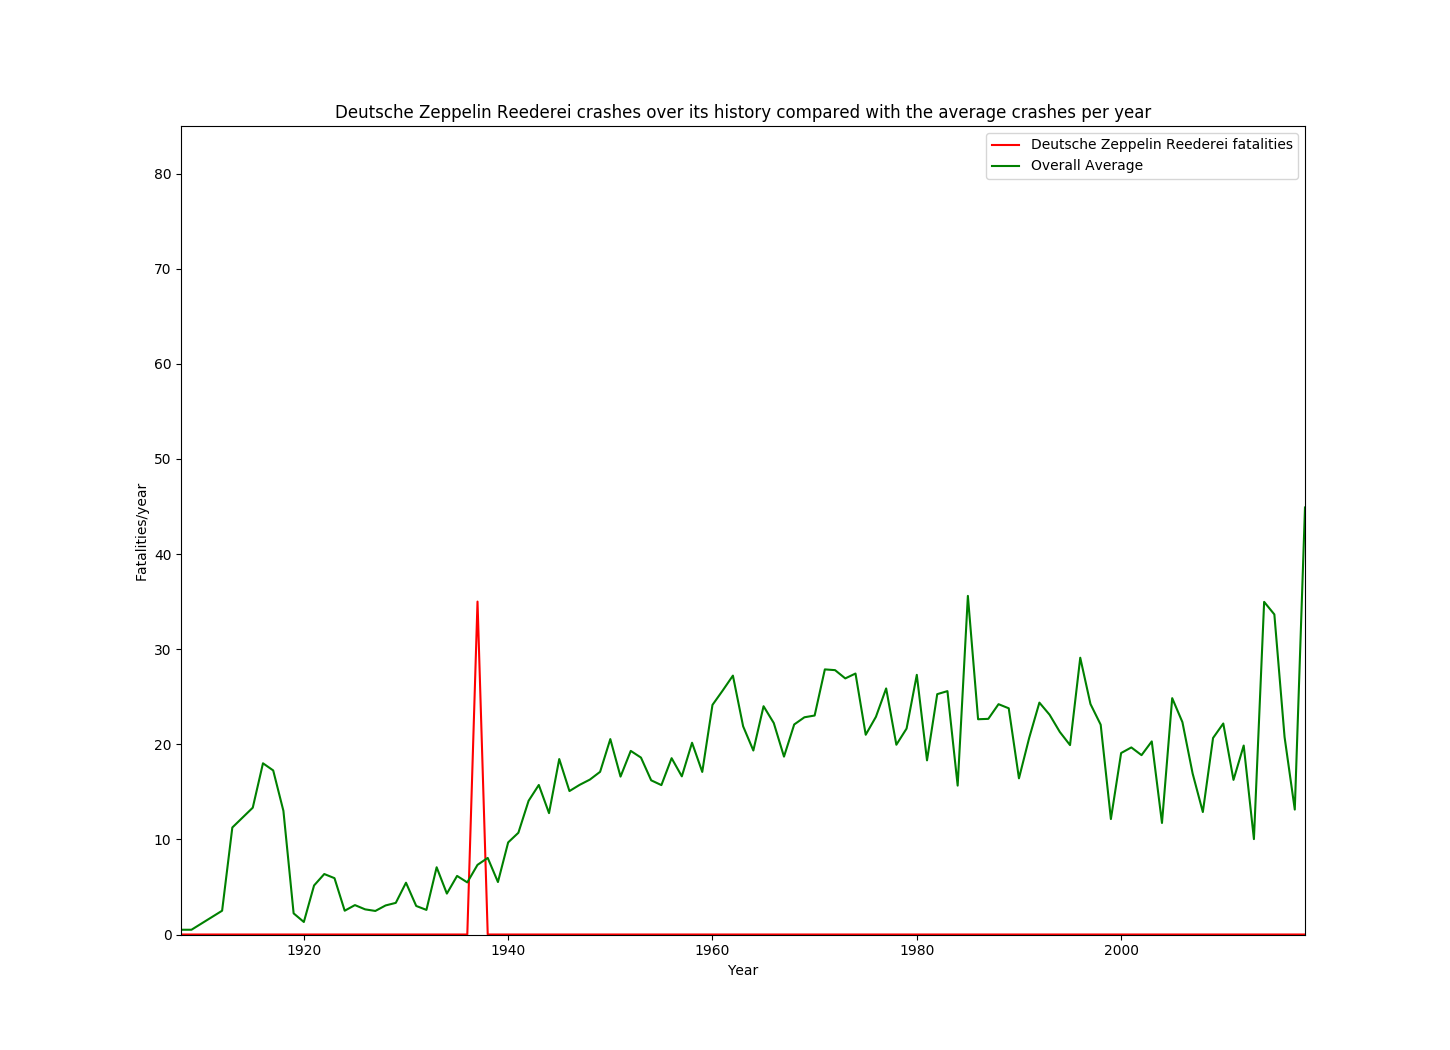 Deutsche Zeppelin Reederei crashes over its history compared with the average crashes per year
Deutsche Zeppelin Reederei fatalities
Overall Average
80
70
60
50
40
30
20
10
0
Fatalities/year
1920 1940 1960 1980 2000
Year